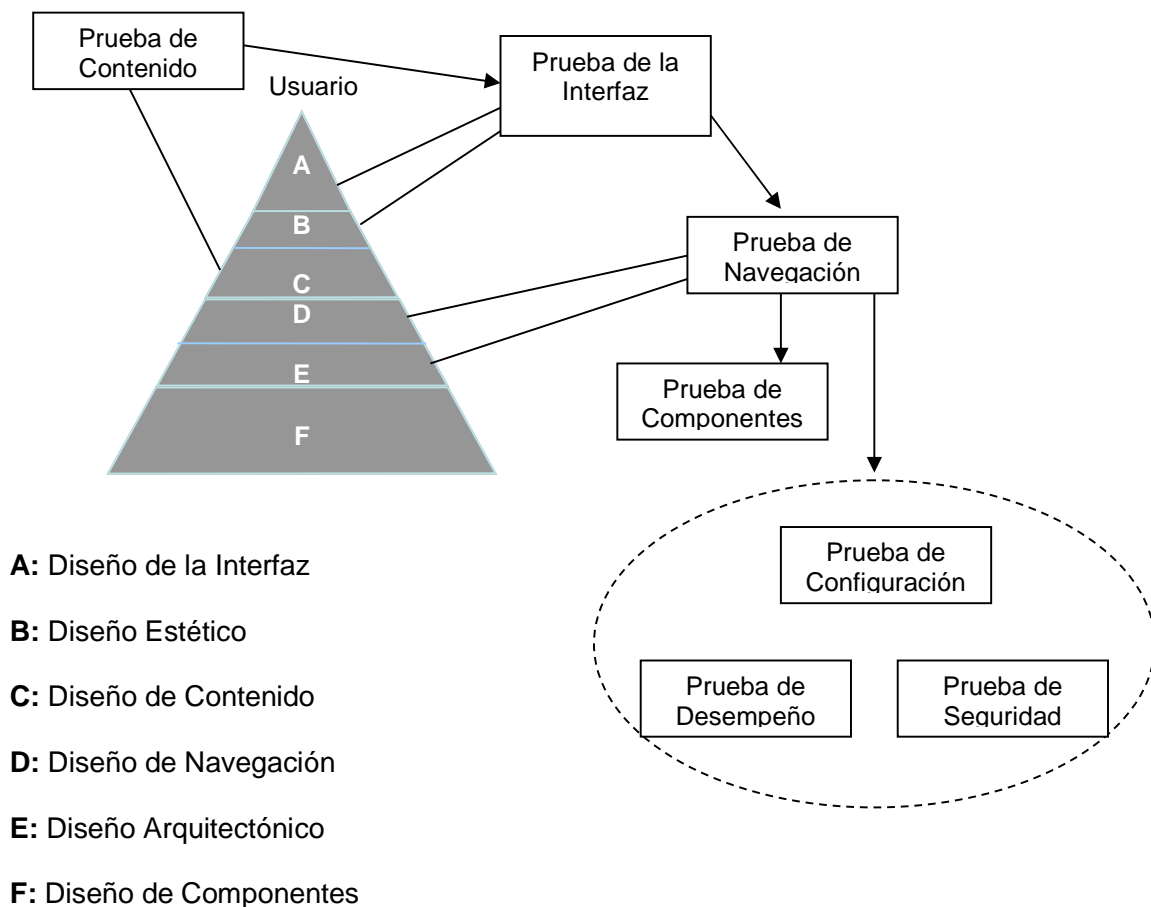 Prueba de
Contenido
Prueba de la
Interfaz
Usuario
A
B
C
D
E
F
Prueba de
Navegación
Prueba de
Componentes
Prueba de
Configuración
Prueba de
Desempeño
Prueba de
Seguridad
A: Diseño de la Interfaz
B: Diseño Estético
C: Diseño de Contenido
D: Diseño de Navegación
E: Diseño Arquitectónico
F: Diseño de Componentes